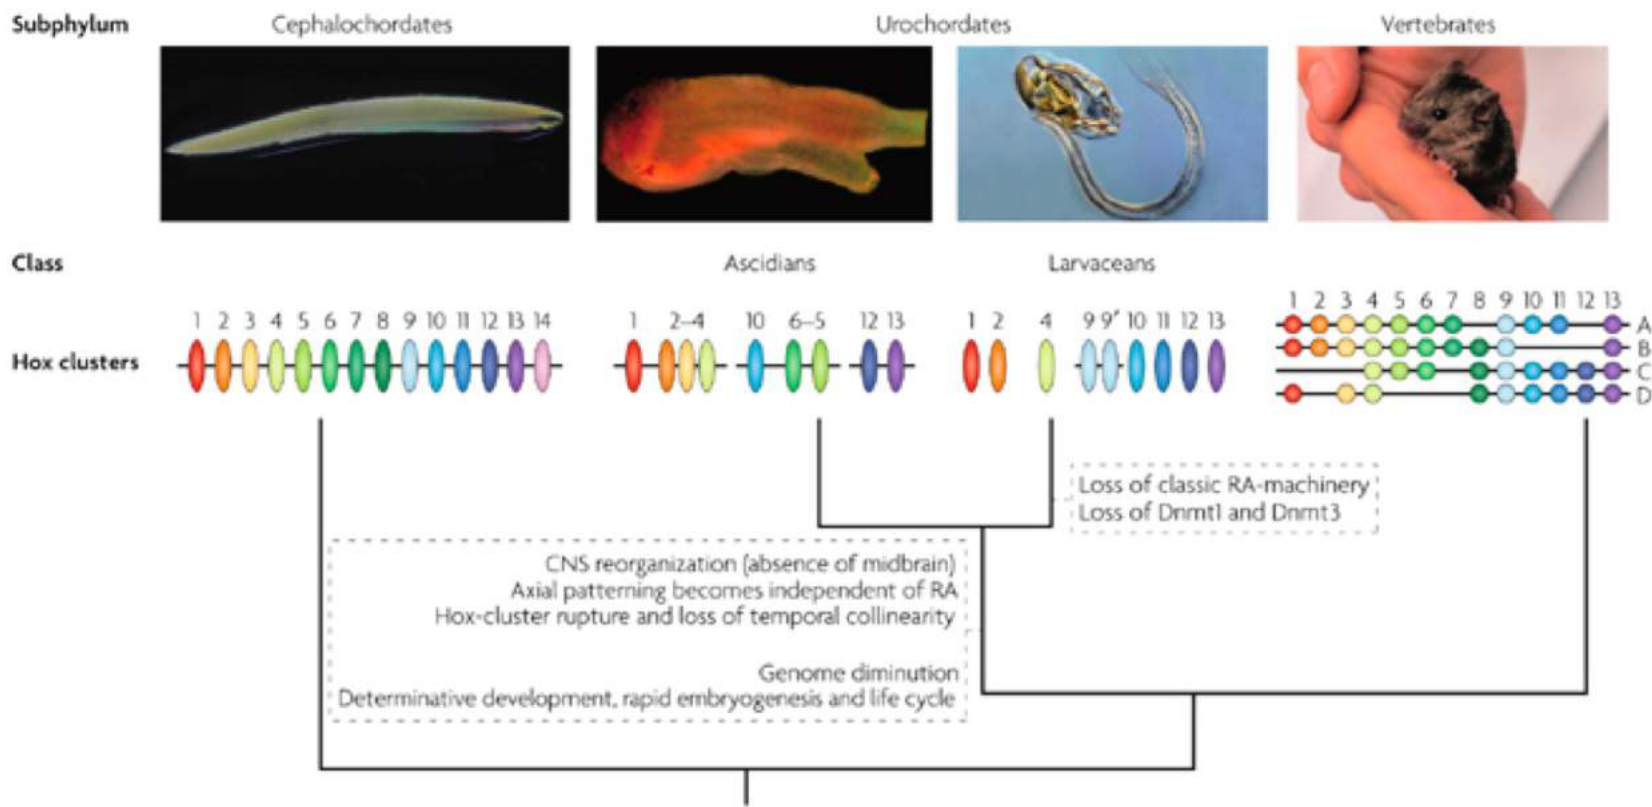 Subphylum Cephalochordates Urochordates Vertebrates
Class Ascidians Larvaceans
1 2 3 4 5 6 7 8 9 10 11 12 13 14
1 2–4 10 6–5 12 13
1 2 4 9 9′ 10 11 12 13
1 2 3 4 5 6 7 8 9 10 11 12 13
A
B
C
D
Hox clusters
Loss of classic RA-machinery
Loss of Dnmt1 and Dnmt3
CNS reorganization (absence of midbrain)
Axial patterning becomes independent of RA
Hox-cluster rupture and loss of temporal collinearity
Genome diminution
Determinative development, rapid embryogenesis and life cycle